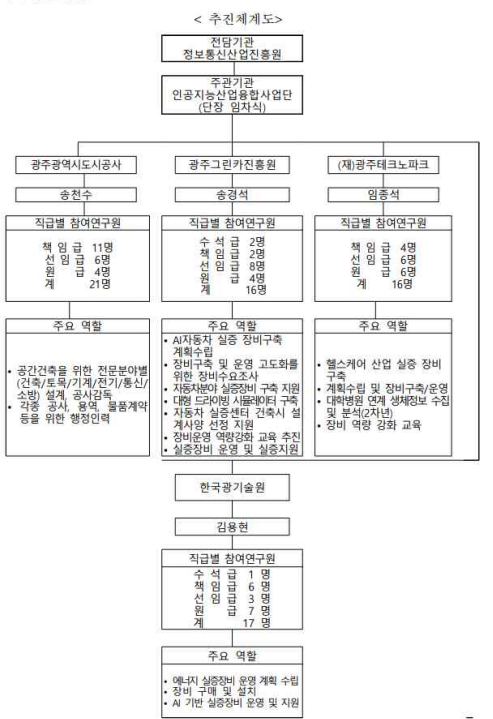 < 추진체계도>
전담기관
정보통신산업진흥원
주관기관
인공지능산업융합사업단
(단장 임차식)
광주광역시도시공사
송천수
직급별 참여연구원
책 임 급 11명
선 임 급 6명
원 급 4명
계 21명
주요 역할
• 공간건축을 위한 전문분야별
(건축/토목/기계/전기/통신/
소방) 설계, 공사감독
• 각종 공사, 용역, 물품계약
등을 위한 행정인력
광주그린카진흥원
송경석
직급별 참여연구원
수 석 급 2명
책 임 급 2명
선 임 급 8명
원 급 4명
계 16명
주요 역할
• AI자동차 실증 장비구축
계획수립
• 장비구축 및 운영 고도화를
위한 장비수요조사
• 자동차분야 실증장비 구축 지원
• 대형 드라이빙 시뮬레이터 구축
• 자동차 실증센터 건축시 설
계사양 선정 지원
• 장비운영 역량강화 교육 추진
• 실증장비 운영 및 실증지원
(재)광주테크노파크
임종석
직급별 참여연구원
책 임 급 4명
선 임 급 6명
원 급 6명
계 16명
주요 역할
• 헬스케어 산업 실증 장비
구축
• 계획수립 및 장비구축/운영
• 대학병원 연계 생체정보 수집
및 분석(2차년)
• 장비 역량 강화 교육
한국광기술원
김용현
직급별 참여연구원
수 석 급 1 명
책 임 급 6 명
선 임 급 3 명
원 급 7 명
계 17 명
주요 역할
• 에너지 실증장비 운영 계획 수립
• 장비 구매 및 설치
• AI 기반 실증장비 운영 및 지원